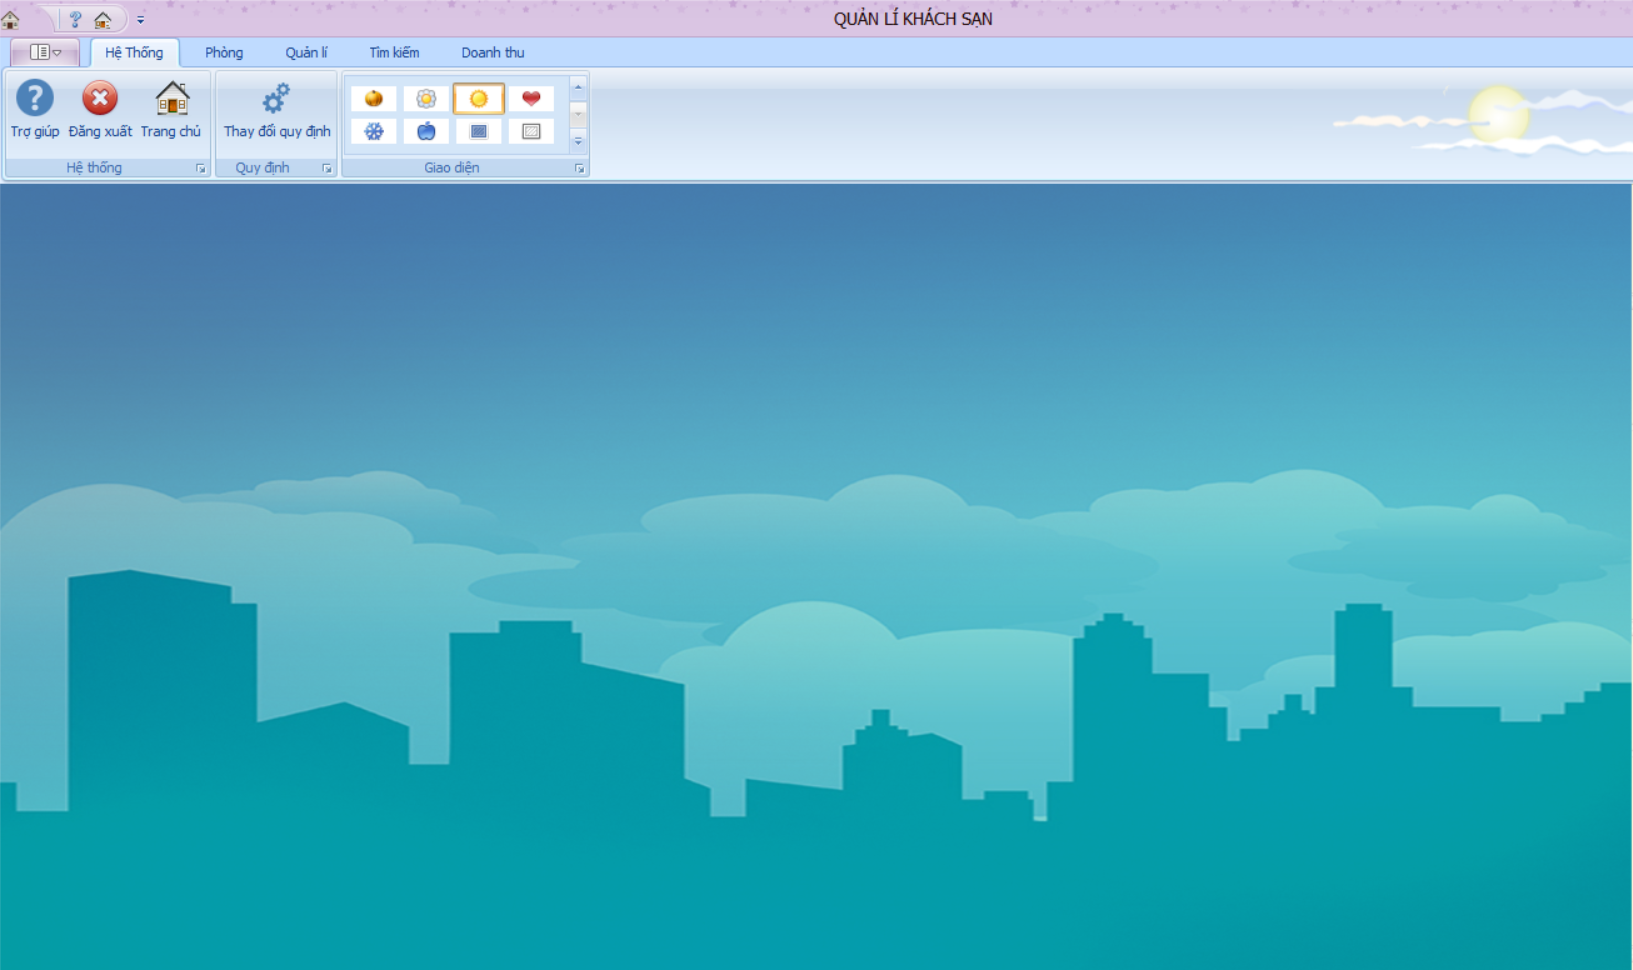 QUẢN LÍ KHÁCH SẠN
Hệ Thống Phòng Quản lí Tìm kiếm Doanh thu
Trợ giúp Đăng xuất Trang chủ Thay đổi quy định
Hệ thống Quy định Giao diện